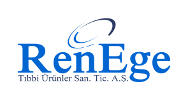 RenEge
Tıbbi Ürünler San. Tic. A.Ş.